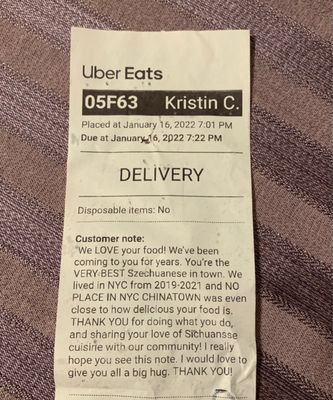 Uber Eats
05F63 Kristin C.
Placed at January 16, 2022 7:01 PM
Due at January 16, 2022 7:22 PM
DELIVERY
Disposable items: No
Customer note:
"We LOVE your food! We've been
coming to you for years. You're the
VERY BEST Szechuanese in town. We
lived in NYC from 2019-2021 and NO
PLACE IN NYC CHINATOWN was even
close to how delicious your food is.
THANK YOU for doing what you do,
and sharing your love of Sichuanse
cuisine with our community! I really
hope you see this note. I would love to
give you all a big hug. THANK YOU!